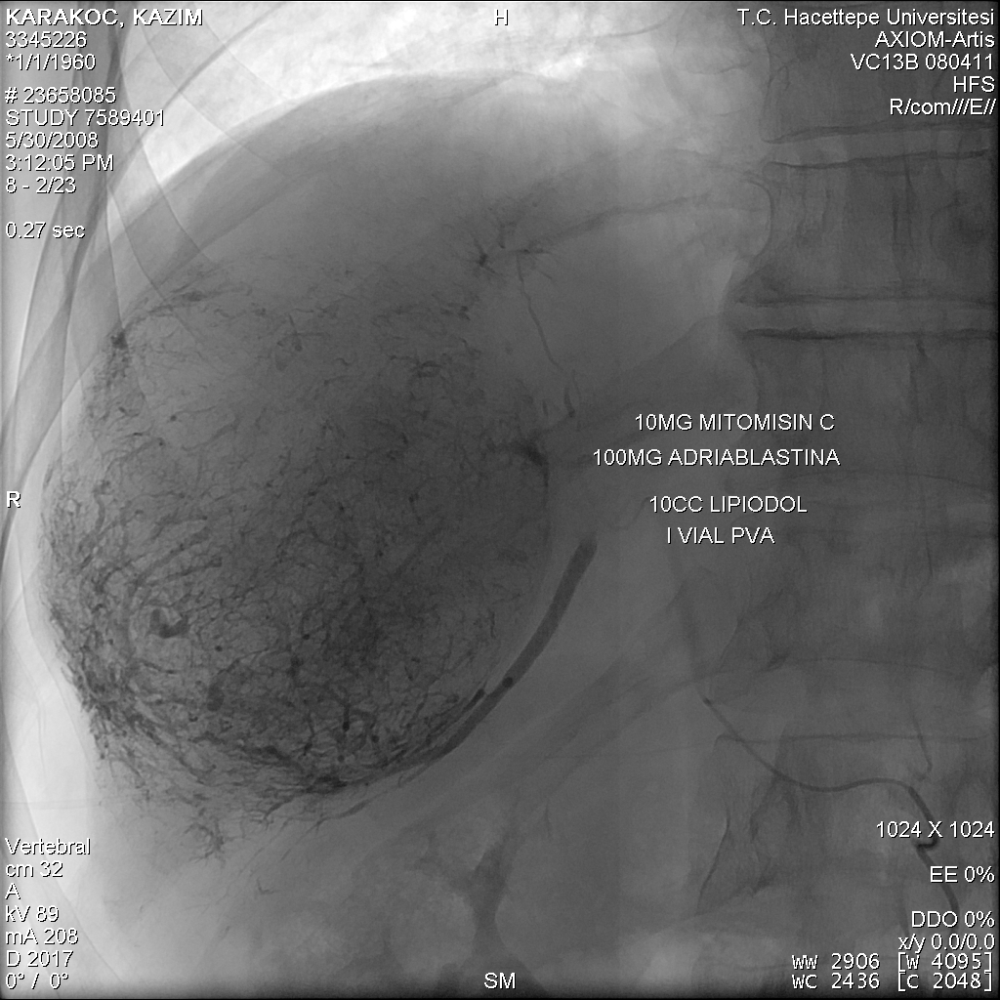 KARAKOC, KAZIM
3345226
*1/1/1960
# 23658085
STUDY 7589401
5/30/2008
3:12:05 PM
8 - 2/23
0.27 sec
H
T.C. Hacettepe Universitesi
AXIOM-Artis
VC13B 080411
HFS
R/com///E//
R
10MG MITOMISIN C
100MG ADRIABLASTINA
10CC LIPIODOL
I VIAL PVA
Vertebral
cm 32
A
kV 89
mA 208
D 2017
0° / 0°
SM
1024 X 1024
EE 0%
DDO 0%
x/y 0.0/0.0
WW 2906 [W 4095]
WC 2436 [C 2048]